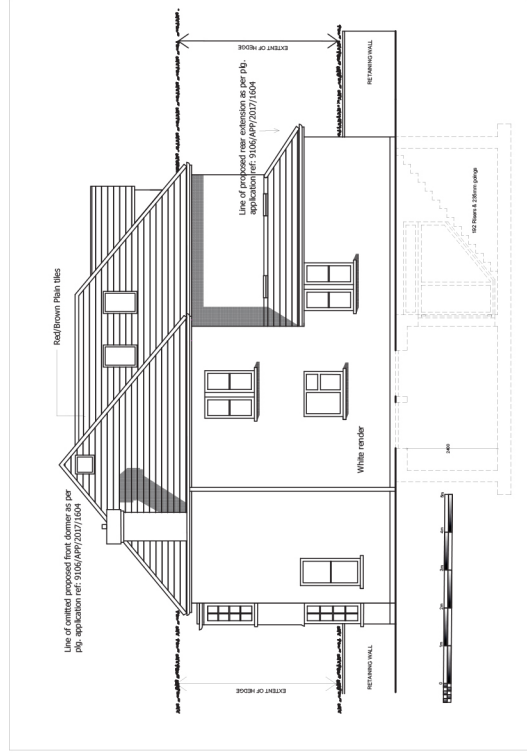 Line of omitted proposed front dormer as per
plg. application ref: 9106/APP/2017/1604
Red/Brown Plain tiles
Line of proposed rear extension as per plg.
application ref: 9106/APP/2017/1604
EXTENT OF HEDGE
EXTENT OF HEDGE
White render
RETAINING WALL
RETAINING WALL